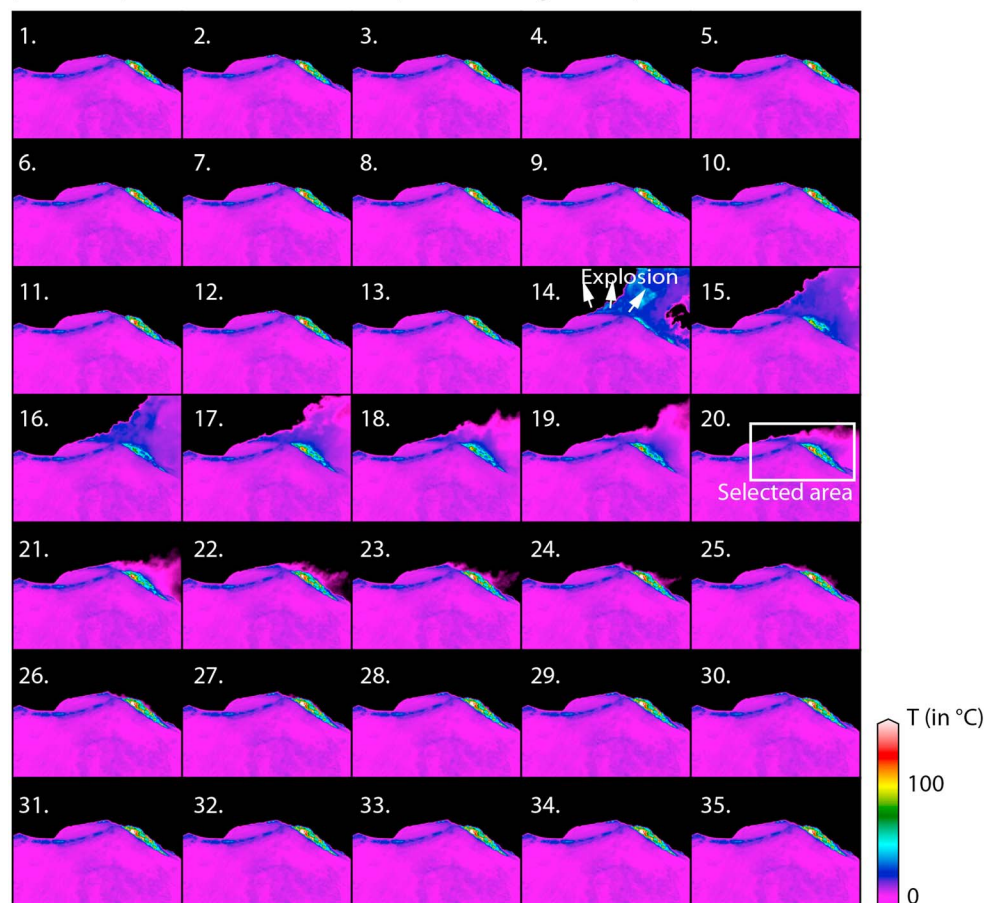 1. 2. 3. 4. 5.
6. 7. 8. 9. 10.
11. 12. 13. 14. Explosion 15.
16. 17. 18. 19. 20.
Selected area
21. 22. 23. 24. 25.
26. 27. 28. 29. 30.
T (in °C)
100
31. 32. 33. 34. 35.
0